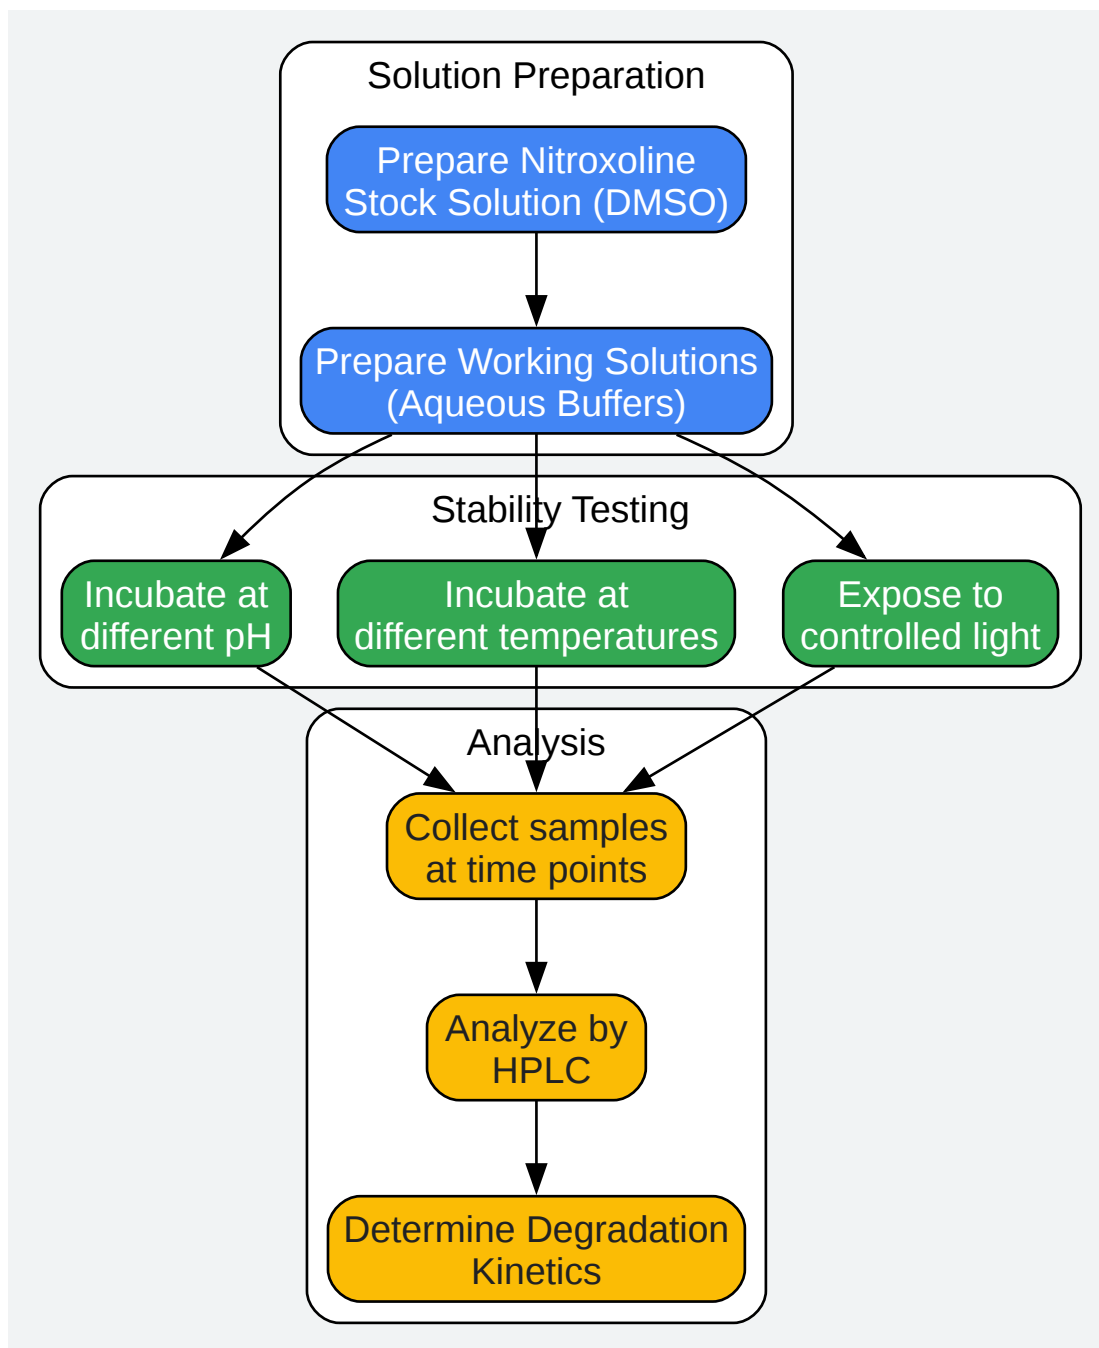 Solution Preparation
Prepare Nitroxoline
Stock Solution (DMSO)
Prepare Working Solutions
(Aqueous Buffers)
Stability Testing
Incubate at
different pH
Incubate at
different temperatures
Expose to
controlled light
Analysis
Collect samples
at time points
Analyze by
HPLC
Determine Degradation
Kinetics